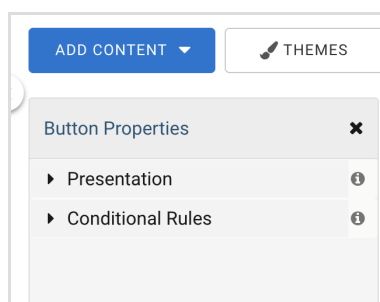 ADD CONTENT
THEMES
Button Properties
Presentation
Conditional Rules